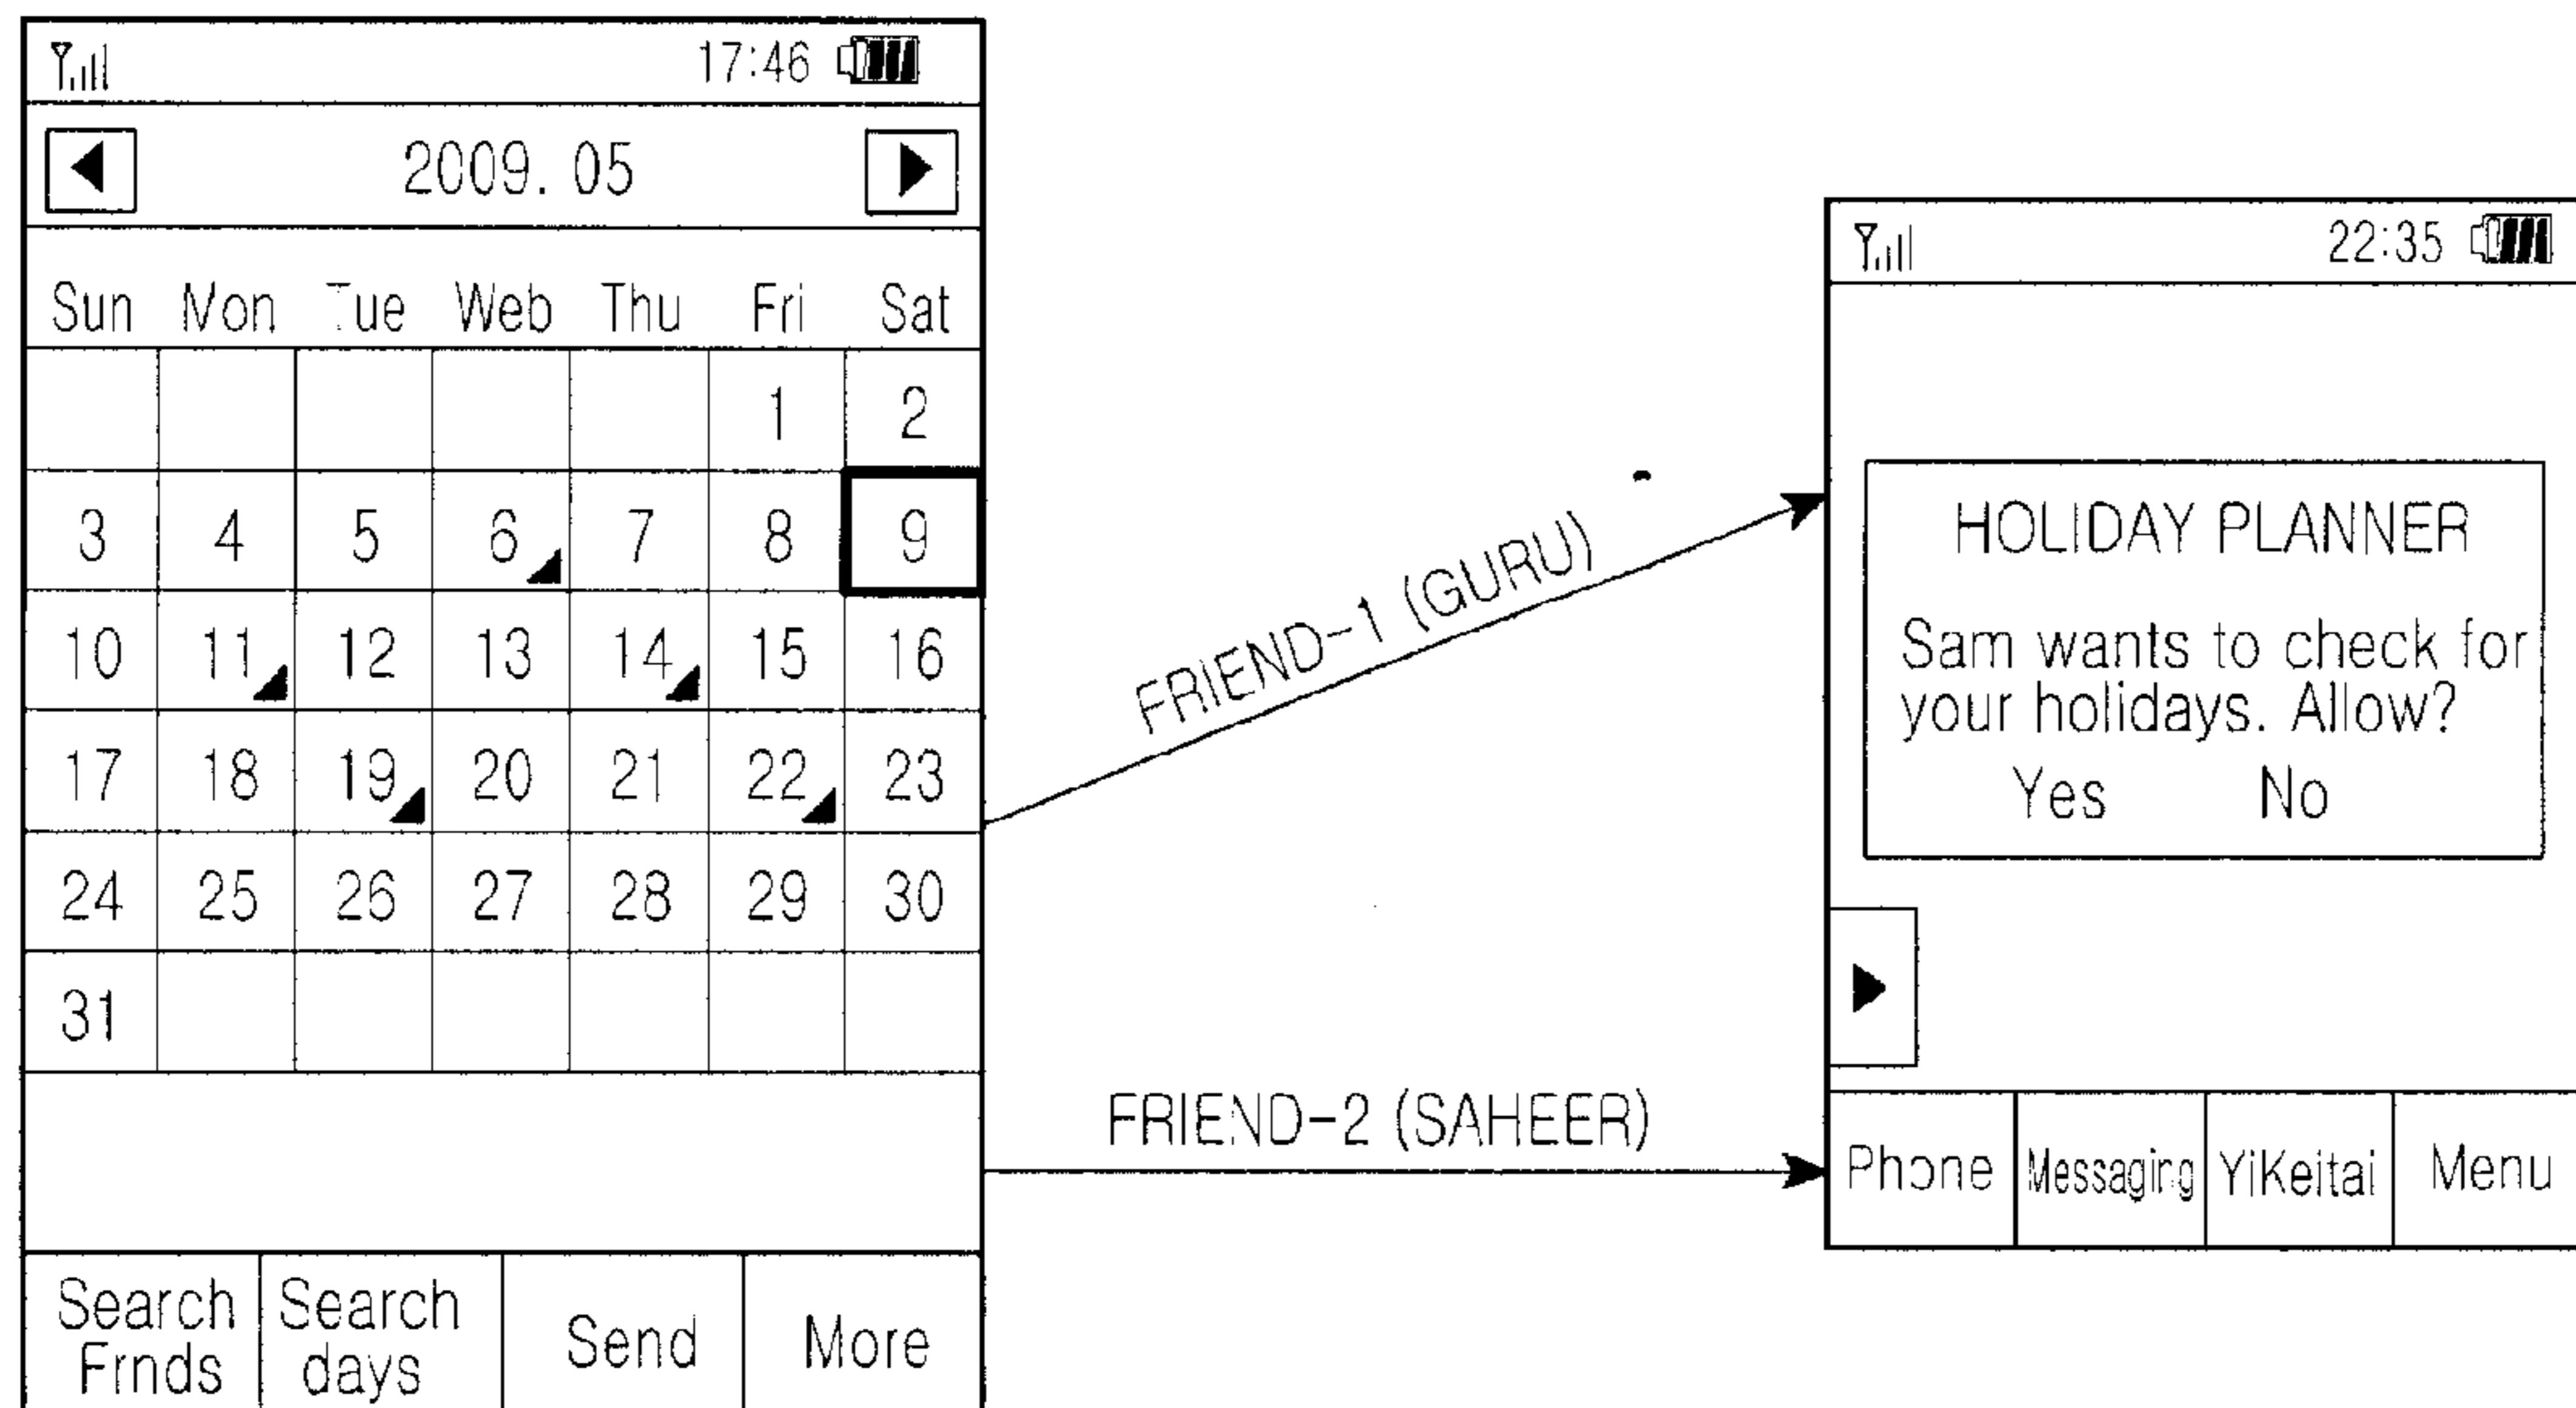 17:46
2009. 05
Sun Mon Tue Web Thu Fri Sat
1 2
3 4 5 6 7 8 9
10 11 12 13 14 15 16
17 18 19 20 21 22 23
24 25 26 27 28 29 30
31
Search Search Send More
Frnds days
FRIEND-1 (GURU)
FRIEND-2 (SAHEER)
22:35
HOLIDAY PLANNER
Sam wants to check for
your holidays. Allow?
Yes No
Phone Messaging YiKeitai Menu